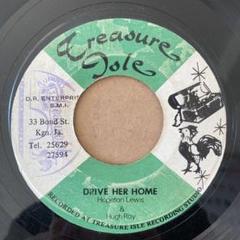 Treasure
Isle
D.R. ENTERPRI
S.M.I.
33 Bond St.
Kgn. Ja.
Tel. 25629
27594
DRIVE HER HOME
Hopeton Lewis
&
Hugh Roy
RECORDED AT TREASURE ISLE RECORDING STUDIO